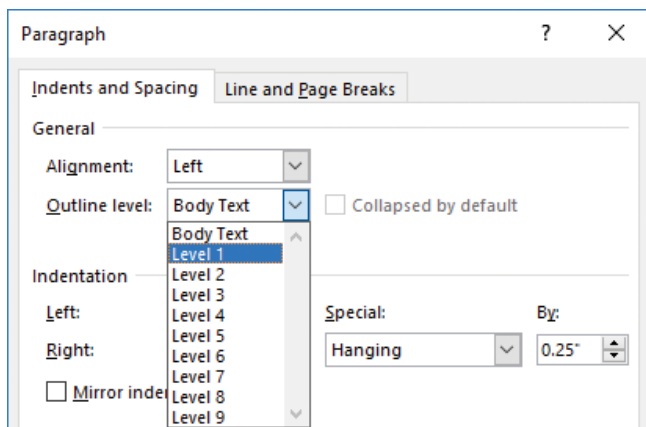 Paragraph ? ×
Indents and Spacing Line and Page Breaks
General
Alignment: Left
Outline level: Body Text Collapsed by default
Body Text
Level 1
Indentation Level 2
Level 3
Left: Level 4 Special: By:
Level 5
Right: Level 6 Hanging 0.25"
Level 7
Mirror inde Level 8
Level 9